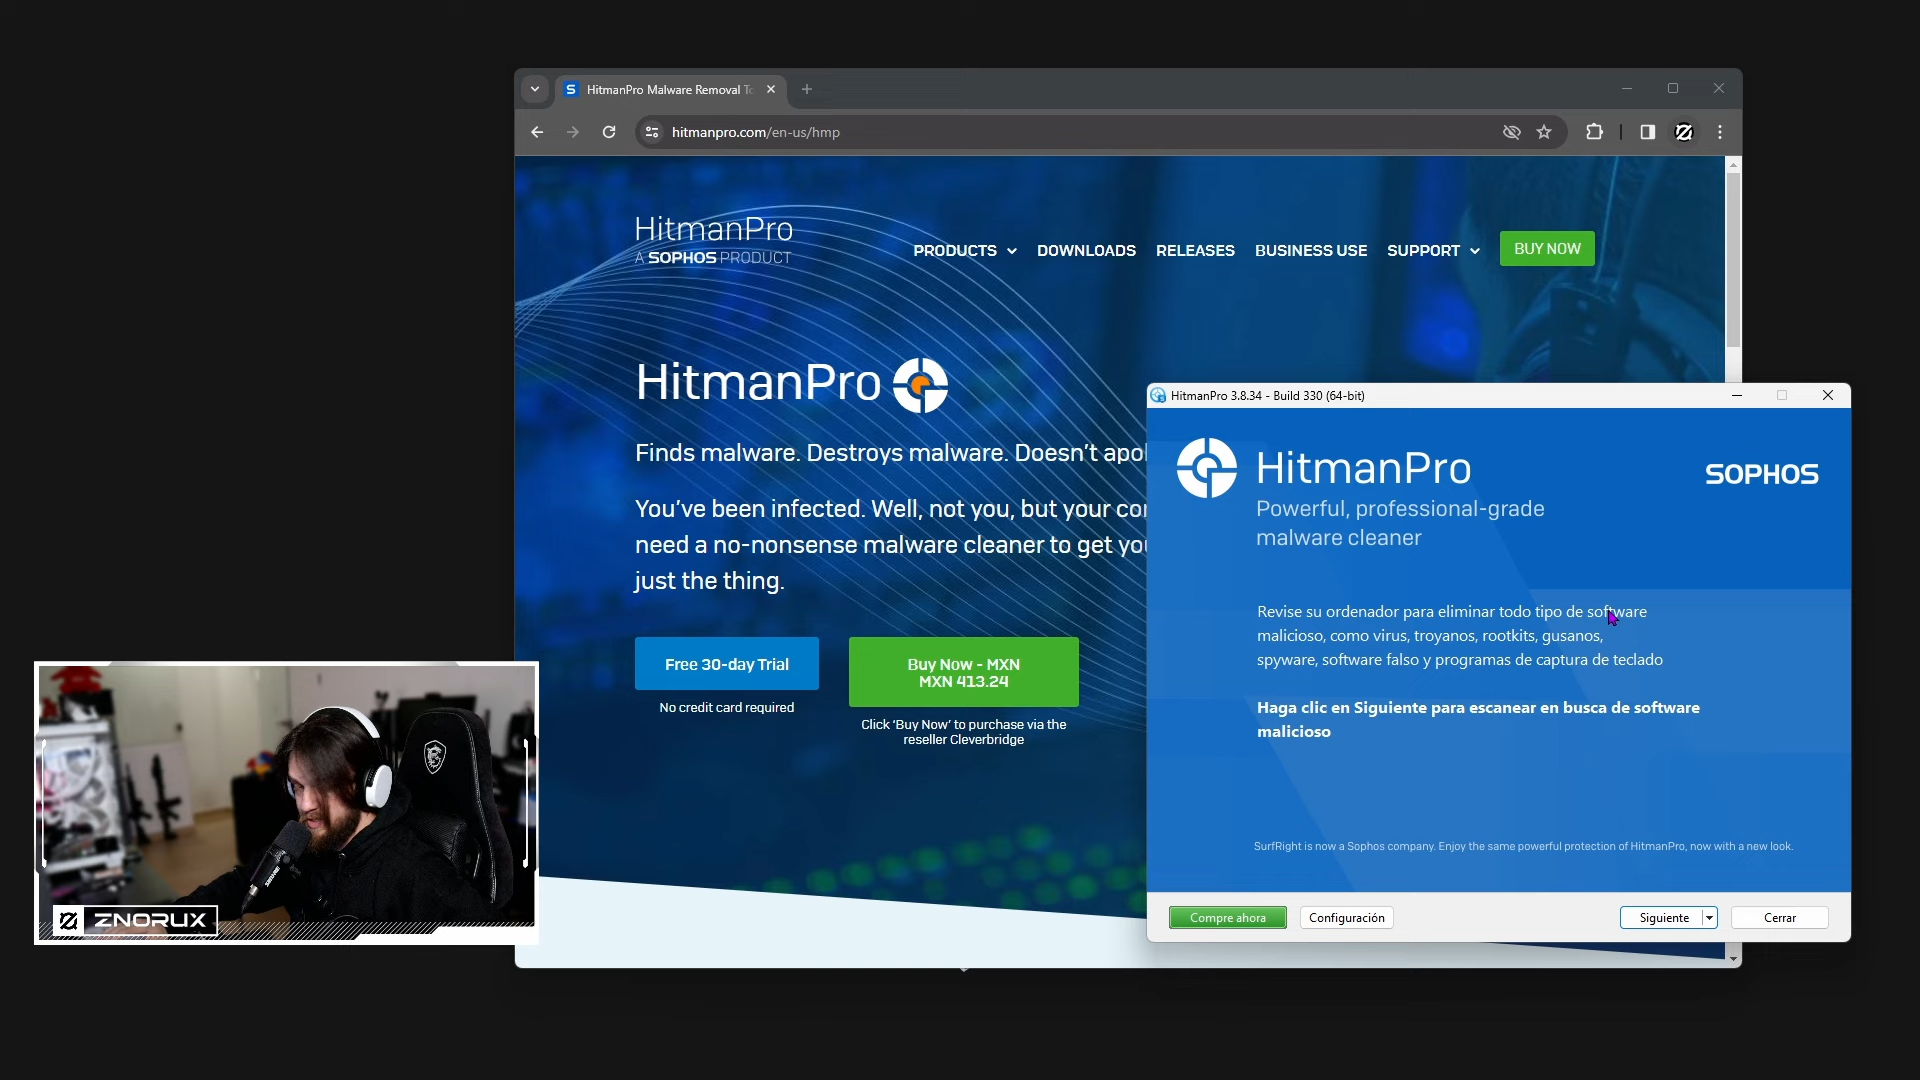 HitmanPro Malware Removal To
hitmanpro.com/en-us/hmp
HitmanPro
A SOPHOS PRODUCT
PRODUCTS
DOWNLOADS
RELEASES
BUSINESS USE
SUPPORT
BUY NOW
HitmanPro
Finds malware. Destroys malware. Doesn't apol
You've been infected. Well, not you, but your co
need a no-nonsense malware cleaner to get you
just the thing.
Free 30-day Trial
No credit card required
Buy Now - MXN
MXN 413.24
Click 'Buy Now' to purchase via the
reseller Cleverbridge
HitmanPro 3.8.34 - Build 330 (64-bit)
HitmanPro
SOPHOS
Powerful, professional-grade
malware cleaner
Revise su ordenador para eliminar todo tipo de software
malicioso, como virus, troyanos, rootkits, gusanos,
spyware, software falso y programas de captura de teclado
Haga clic en Siguiente para escanear en busca de software
malicioso
SurfRight is now a Sophos company. Enjoy the same powerful protection of HitmanPro, now with a new look.
Compre ahora
Configuración
Siguiente
Cerrar
ZNORUX